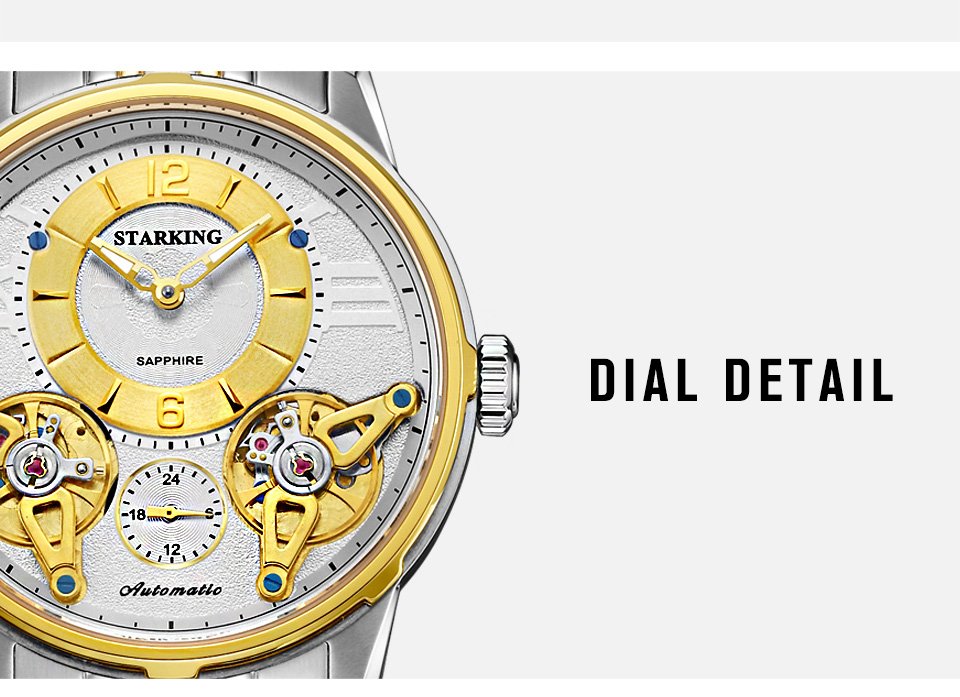 12
STARKING
SAPPHIRE
6
24
18
12
Automatic
DIAL DETAIL